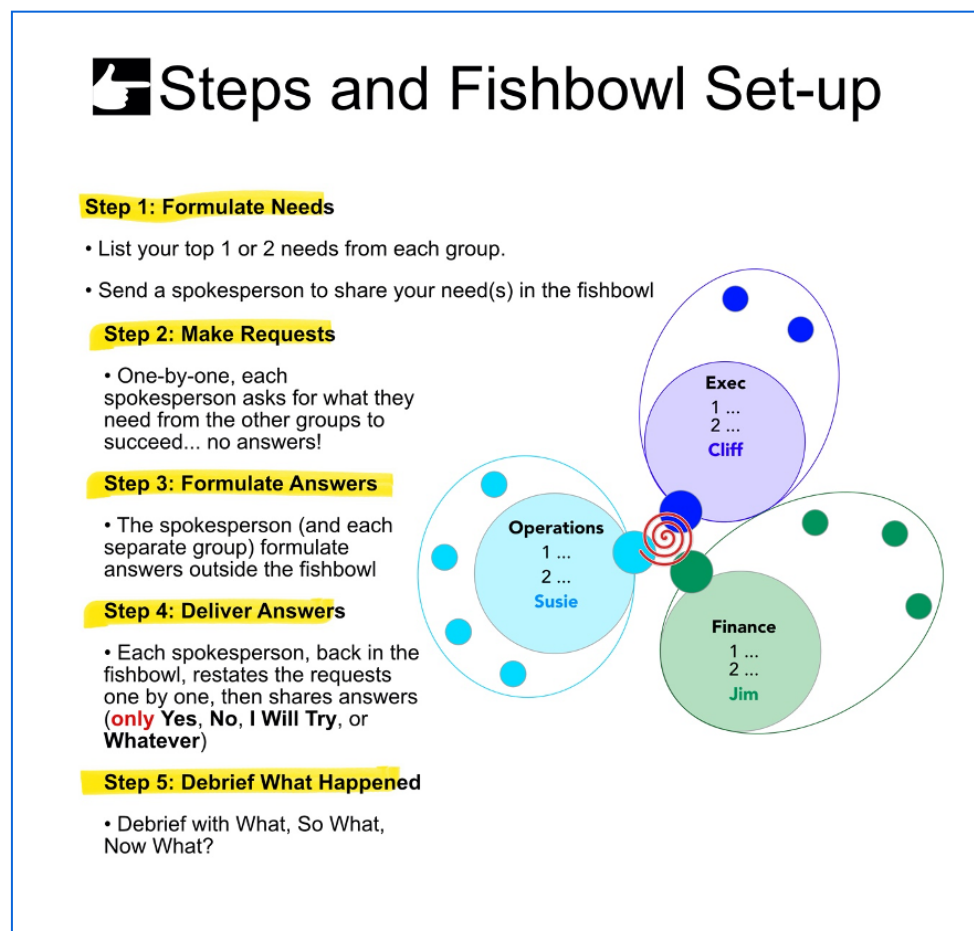 Steps and Fishbowl Set-up
Step 1: Formulate Needs
• List your top 1 or 2 needs from each group.
• Send a spokesperson to share your need(s) in the fishbowl
Step 2: Make Requests
• One-by-one, each
spokesperson asks for what they
need from the other groups to
succeed... no answers!
Step 3: Formulate Answers
• The spokesperson (and each
separate group) formulate
answers outside the fishbowl
Step 4: Deliver Answers
• Each spokesperson, back in the
fishbowl, restates the requests
one by one, then shares answers
(only Yes, No, I Will Try, or
Whatever)
Step 5: Debrief What Happened
• Debrief with What, So What,
Now What?
Exec
1 ...
2 ...
Cliff
Operations
1 ...
2 ...
Susie
Finance
1 ...
2 ...
Jim